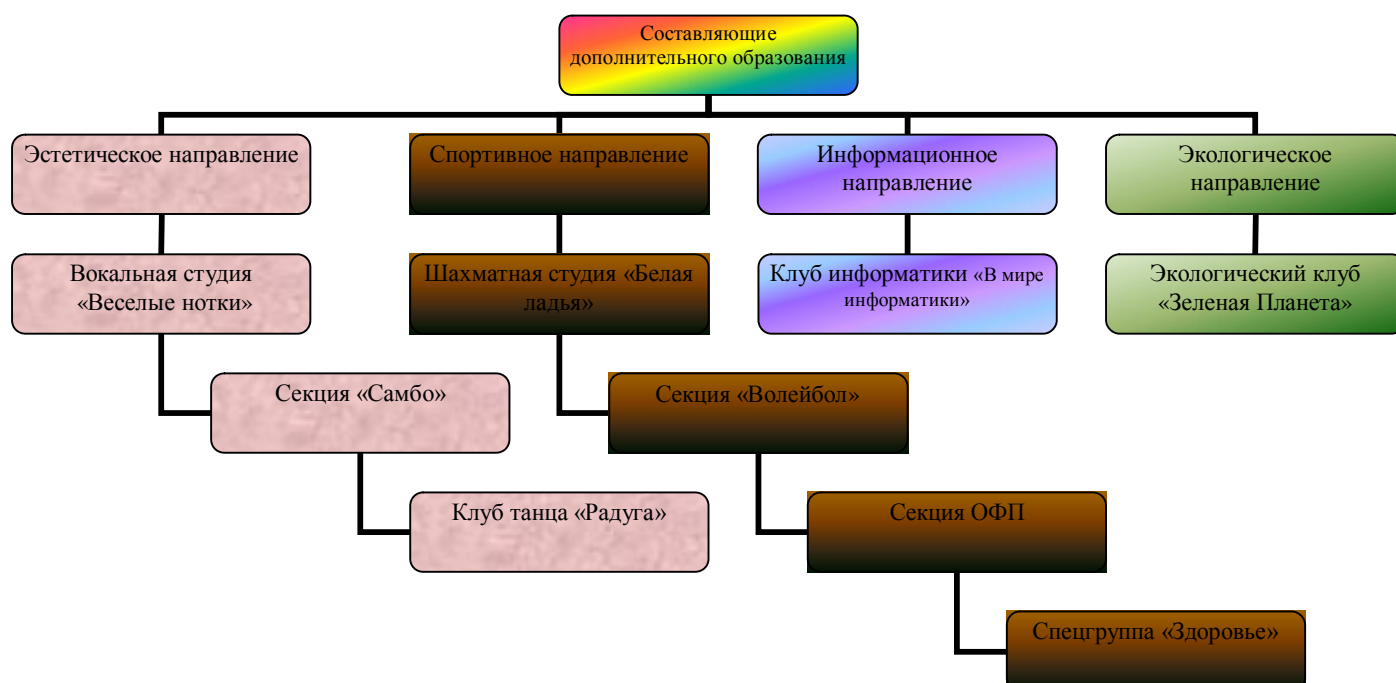 Составляющие
дополнительного образования
Эстетическое направление
Спортивное направление
Информационное
направление
Экологическое
направление
Вокальная студия
«Веселые нотки»
Шахматная студия «Белая
ладья»
Клуб информатики «В мире
информатики»
Экологический клуб
«Зеленая Планета»
Секция «Самбо»
Секция «Волейбол»
Клуб танца «Радуга»
Секция ОФП
Спецгруппа «Здоровье»